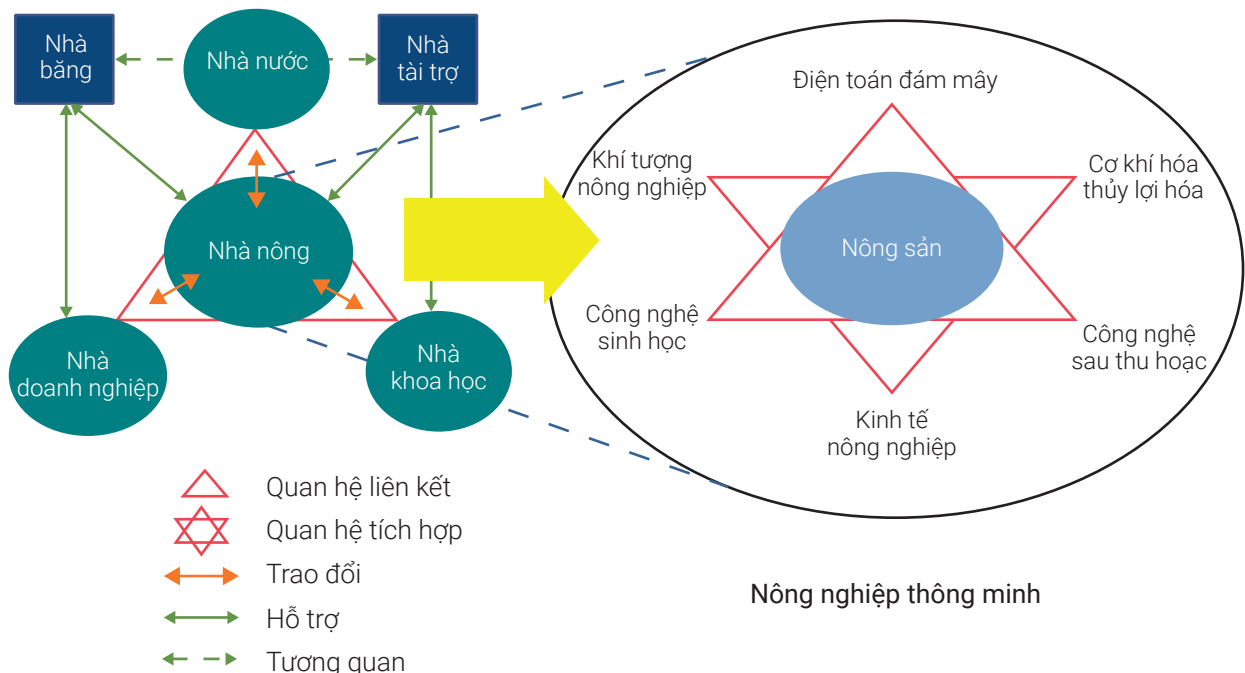 Nhà
băng
Nhà nước
Nhà
tài trợ
Nhà nông
Nhà
doanh nghiệp
Nhà
khoa học
Điện toán đám mây
Khí tượng
nông nghiệp
Cơ khí hóa
thủy lợi hóa
Nông sản
Công nghệ
sinh học
Công nghệ
sau thu hoạc
Kinh tế
nông nghiệp
Quan hệ liên kết
Quan hệ tích hợp
Trao đổi
Hỗ trợ
Tương quan
Nông nghiệp thông minh